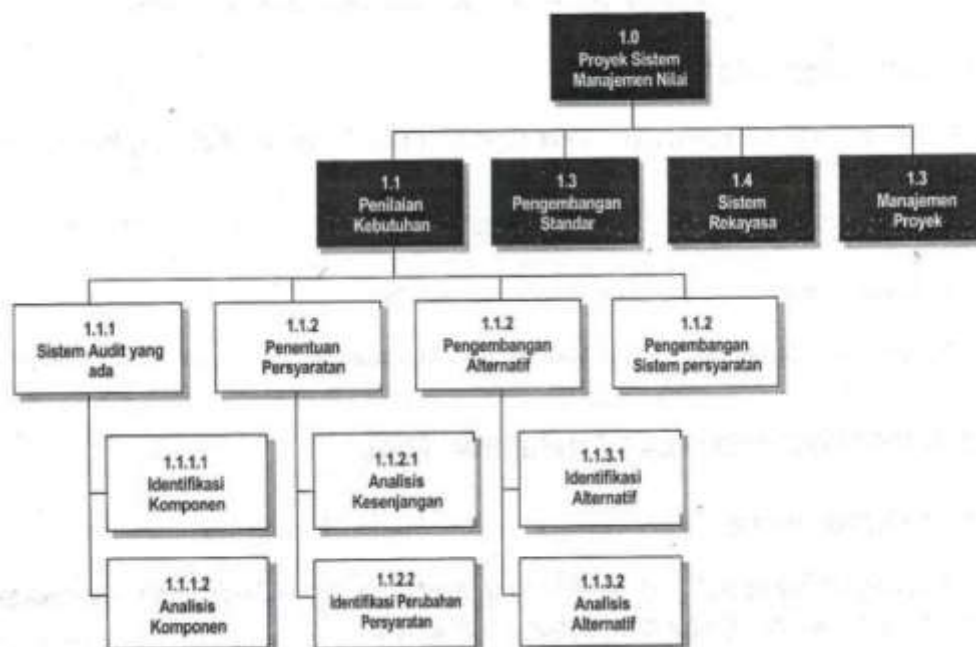 1.0
Proyek Sistem
Manajemen Nilai
1.1
Penilaian
Kebutuhan
1.3
Pengembangan
Standar
1.4
Sistem
Rekayasa
1.3
Manajemen
Proyek
1.1.1
Sistem Audit yang
ada
1.1.2
Penentuan
Persyaratan
1.1.2
Pengembangan
Alternatif
1.1.2
Pengembangan
Sistem persyaratan
1.1.1.1
Identifikasi
Komponen
1.1.2.1
Analisis
Kesenjangan
1.1.3.1
Identifikasi
Alternatif
1.1.1.2
Analisis
Komponen
1.1.2.2
Identifikasi Perubahan
Persyaratan
1.1.3.2
Analisis
Alternatif